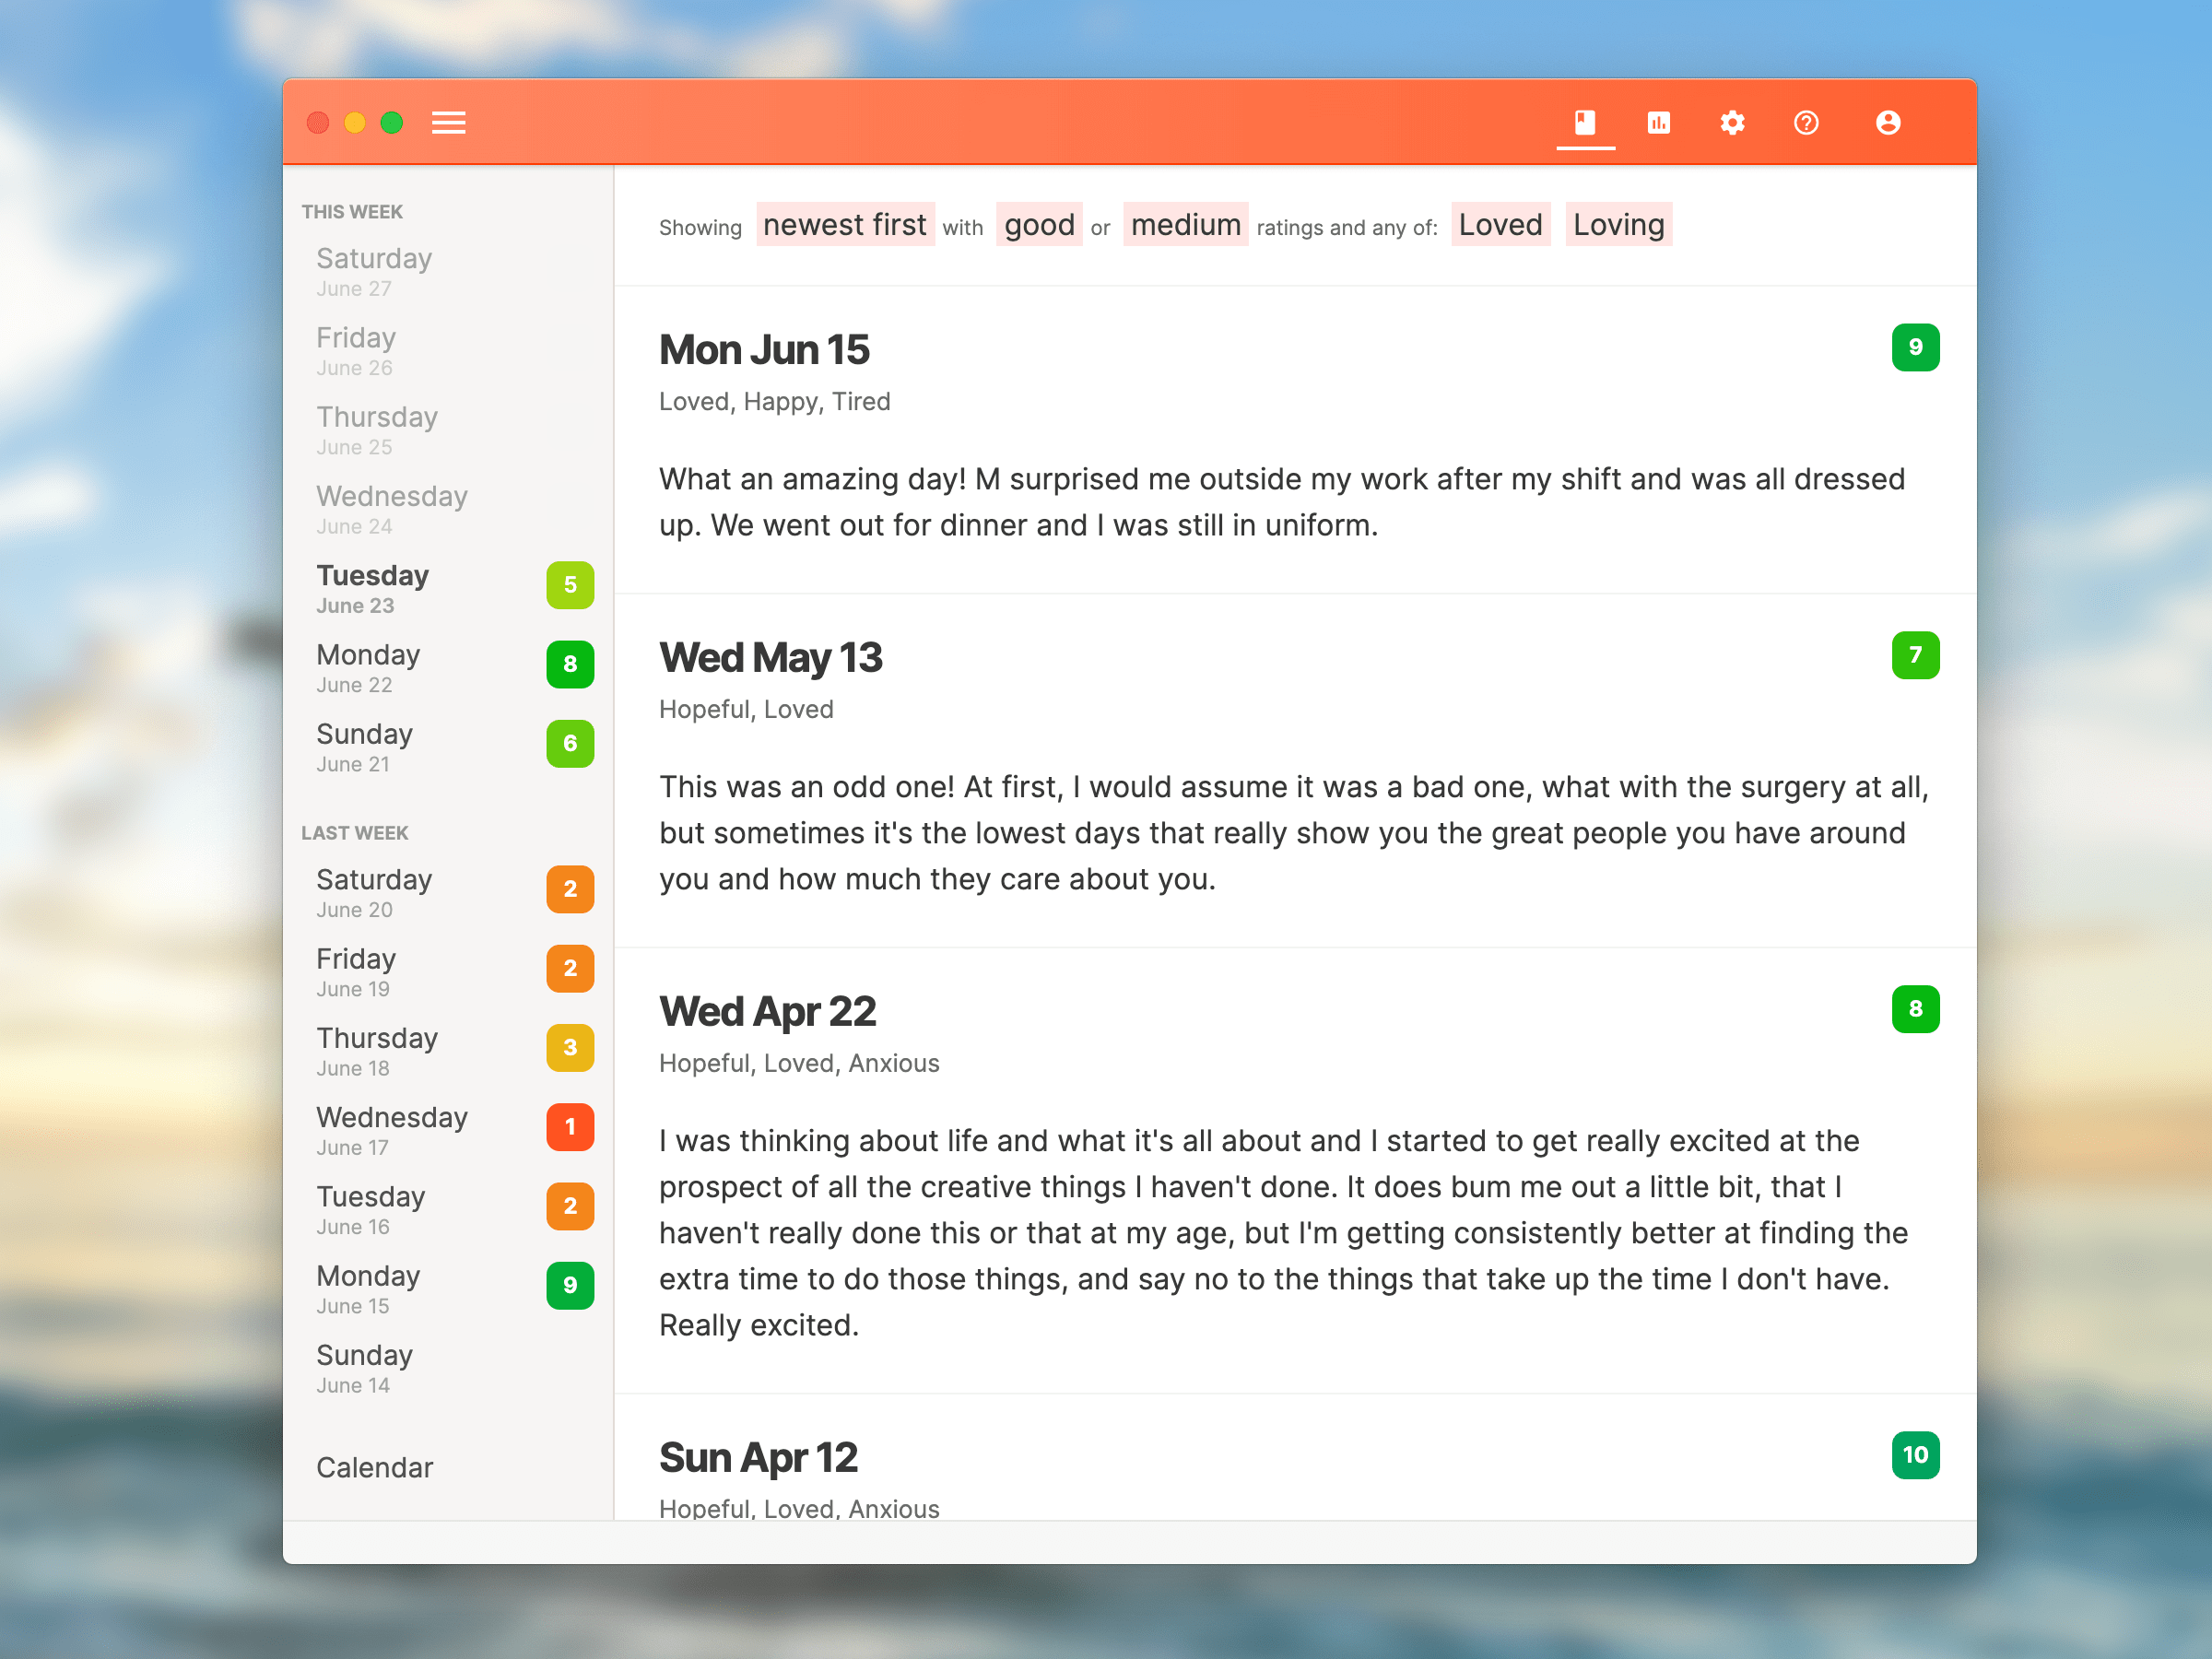 THIS WEEK
Saturday
June 27
Friday
June 26
Thursday
June 25
Wednesday
June 24
Tuesday
June 23
5
Monday
June 22
8
Sunday
June 21
6
LAST WEEK
Saturday
June 20
2
Friday
June 19
2
Thursday
June 18
3
Wednesday
June 17
1
Tuesday
June 16
2
Monday
June 15
9
Sunday
June 14
Calendar
Showing newest first with good or medium ratings and any of: Loved Loving
Mon Jun 15
9
Loved, Happy, Tired
What an amazing day! M surprised me outside my work after my shift and was all dressed
up. We went out for dinner and I was still in uniform.
Wed May 13
7
Hopeful, Loved
This was an odd one! At first, I would assume it was a bad one, what with the surgery at all,
but sometimes it's the lowest days that really show you the great people you have around
you and how much they care about you.
Wed Apr 22
8
Hopeful, Loved, Anxious
I was thinking about life and what it's all about and I started to get really excited at the
prospect of all the creative things I haven't done. It does bum me out a little bit, that I
haven't really done this or that at my age, but I'm getting consistently better at finding the
extra time to do those things, and say no to the things that take up the time I don't have.
Really excited.
Sun Apr 12
10
Hopeful, Loved, Anxious